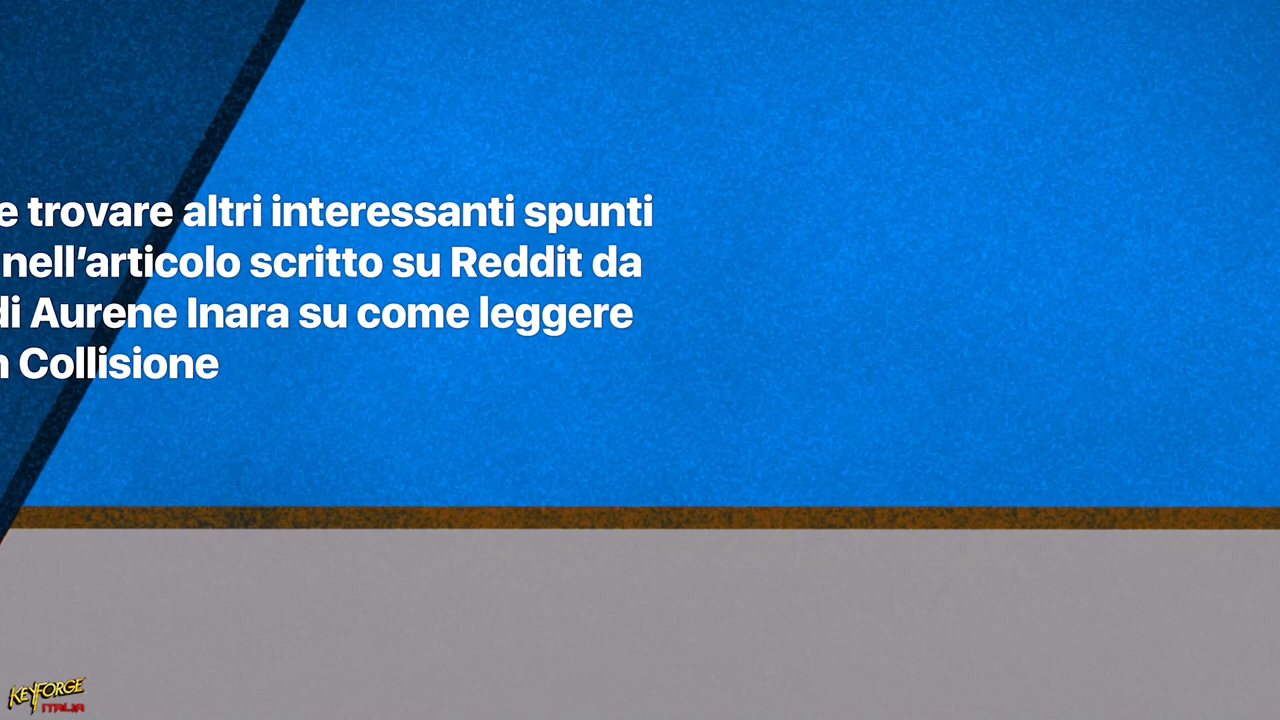 e trovare altri interessanti spunti
nell’articolo scritto su Reddit da
di Aurene Inara su come leggere
n Collisione
KEYFORGE
ITALIA